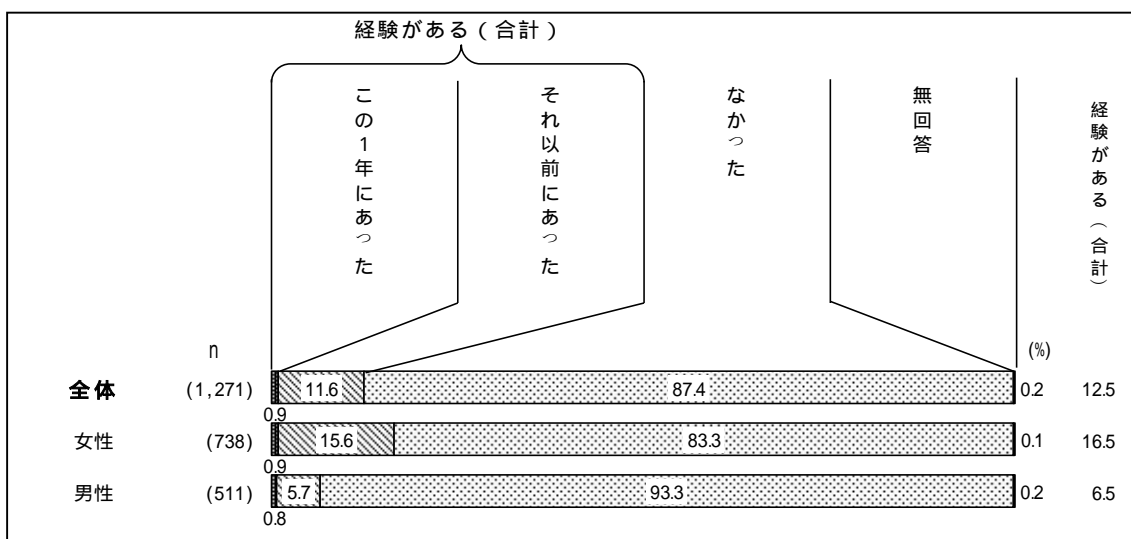 経験がある（合計）
この１年にあった
それ以前にあった
なかった
無回答
経験がある（合計）
n
(%)
全体 (1,271) 11.6 87.4 0.2 12.5
0.9
女性 (738) 15.6 83.3 0.1 16.5
0.9
男性 (511) 5.7 93.3 0.2 6.5
0.8